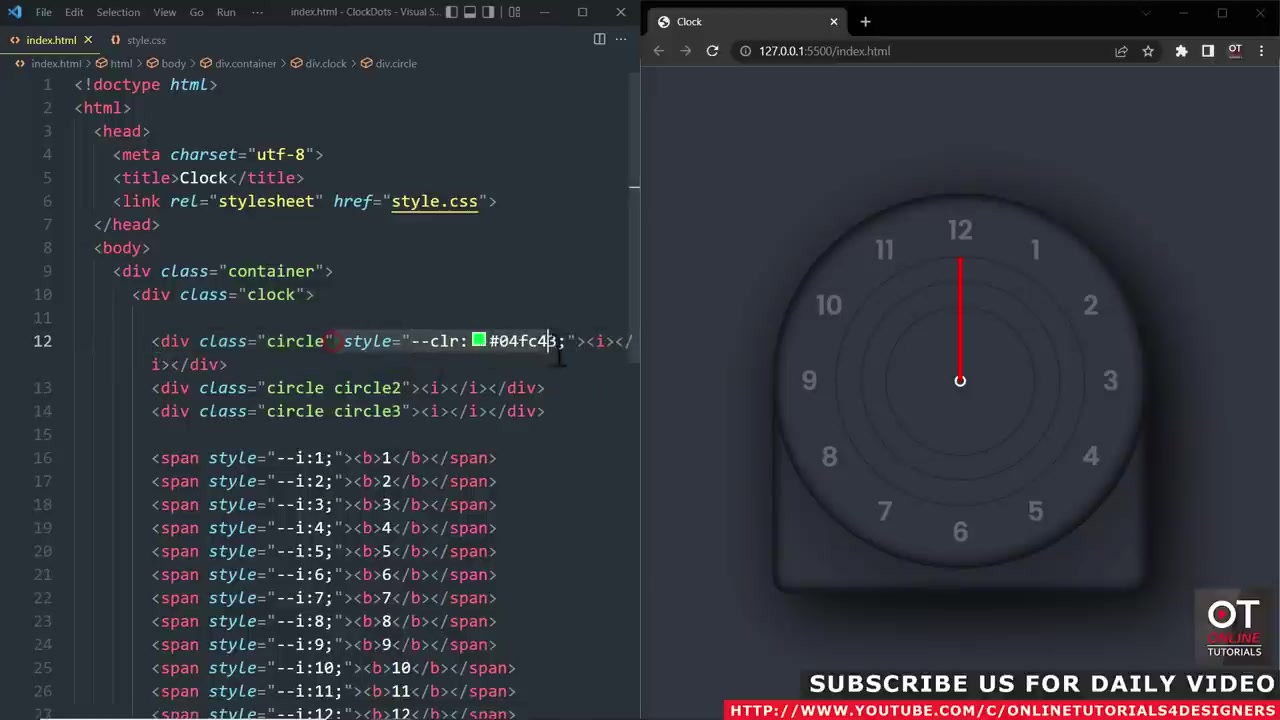 File Edit Selection View Go Run ··· index.html - ClockDots - Visual S...
index.html style.css
index.html > html > body > div.container > div.clock > div.circle
1 <!doctype html>
2 <html>
3 <head>
4 <meta charset="utf-8">
5 <title>Clock</title>
6 <link rel="stylesheet" href="style.css">
7 </head>
8 <body>
9 <div class="container">
10 <div class="clock">
11
12 <div class="circle" style="--clr:#04fc43;"><i></
i></div>
13 <div class="circle circle2"><i></i></div>
14 <div class="circle circle3"><i></i></div>
15
16 <span style="--i:1;"><b>1</b></span>
17 <span style="--i:2;"><b>2</b></span>
18 <span style="--i:3;"><b>3</b></span>
19 <span style="--i:4;"><b>4</b></span>
20 <span style="--i:5;"><b>5</b></span>
21 <span style="--i:6;"><b>6</b></span>
22 <span style="--i:7;"><b>7</b></span>
23 <span style="--i:8;"><b>8</b></span>
24 <span style="--i:9;"><b>9</b></span>
25 <span style="--i:10;"><b>10</b></span>
26 <span style="--i:11;"><b>11</b></span>
27 <span style="--i:12;"><b>12</b></span>
Clock
127.0.0.1:5500/index.html
12
11 1
10 2
9 3
8 4
7 5
6
OT
ONLINE
TUTORIALS
SUBSCRIBE US FOR DAILY VIDEO
HTTP://WWW.YOUTUBE.COM/C/ONLINETUTORIALS4DESIGNERS